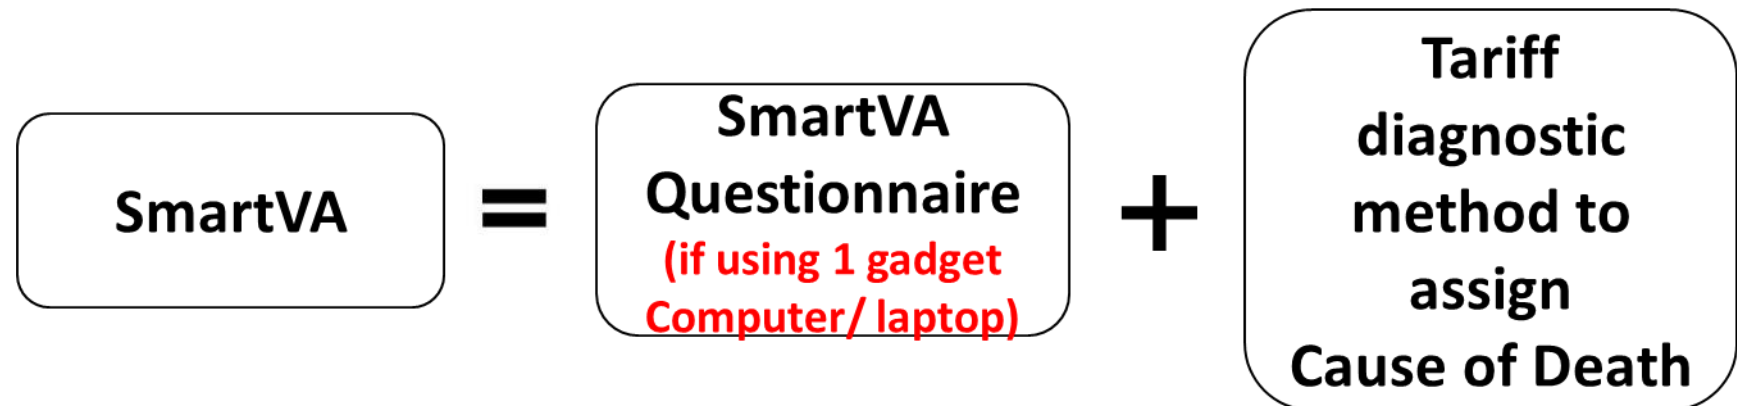 SmartVA
=
SmartVA
Questionnaire
(if using 1 gadget
Computer/ laptop)
+
Tariff
diagnostic
method to
assign
Cause of Death